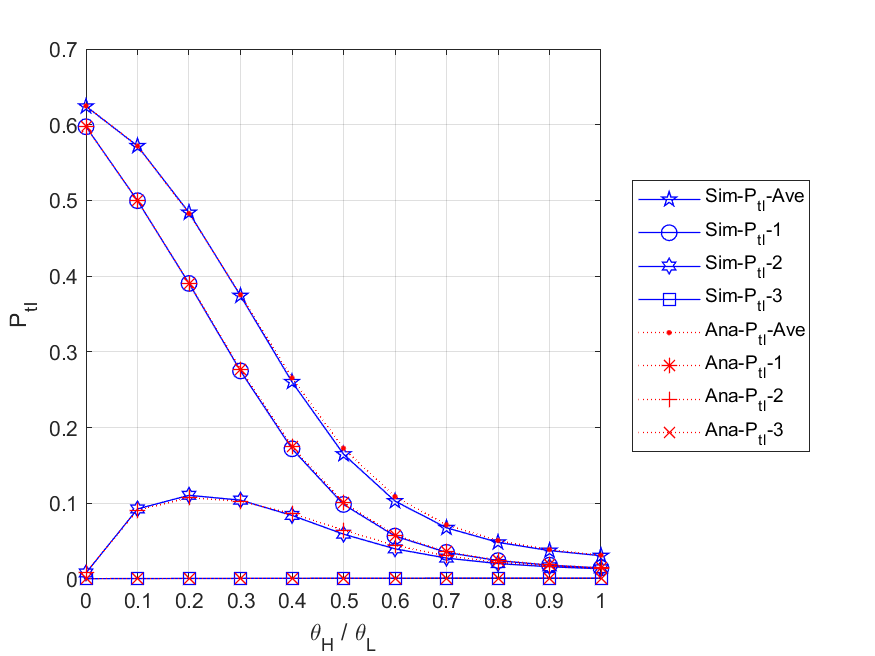 0.7
0.6
0.5
0.4
0.3
0.2
0.1
0
P_tl
0 0.1 0.2 0.3 0.4 0.5 0.6 0.7 0.8 0.9 1
θ_H / θ_L
Sim-P_tl-Ave
Sim-P_tl-1
Sim-P_tl-2
Sim-P_tl-3
Ana-P_tl-Ave
Ana-P_tl-1
Ana-P_tl-2
Ana-P_tl-3